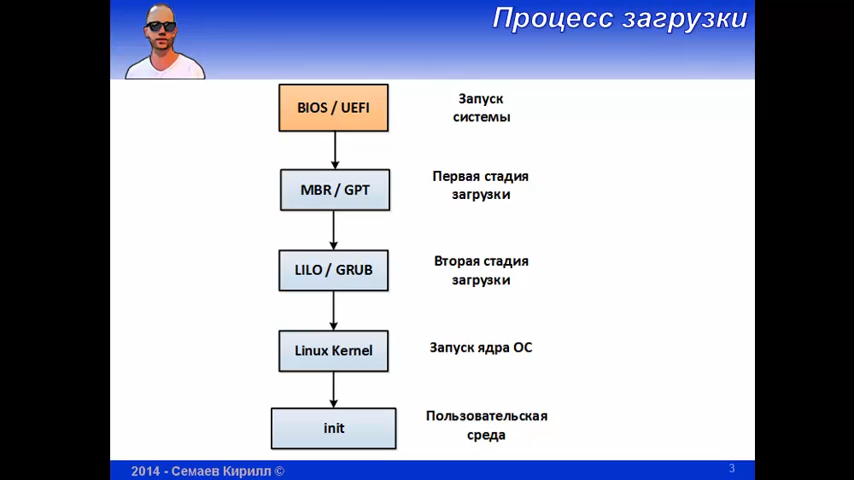 Процесс загрузки
BIOS / UEFI
Запуск
системы
MBR / GPT
Первая стадия
загрузки
LILO / GRUB
Вторая стадия
загрузки
Linux Kernel
Запуск ядра ОС
init
Пользовательская
среда
2014 - Семаев Кирилл ©
3